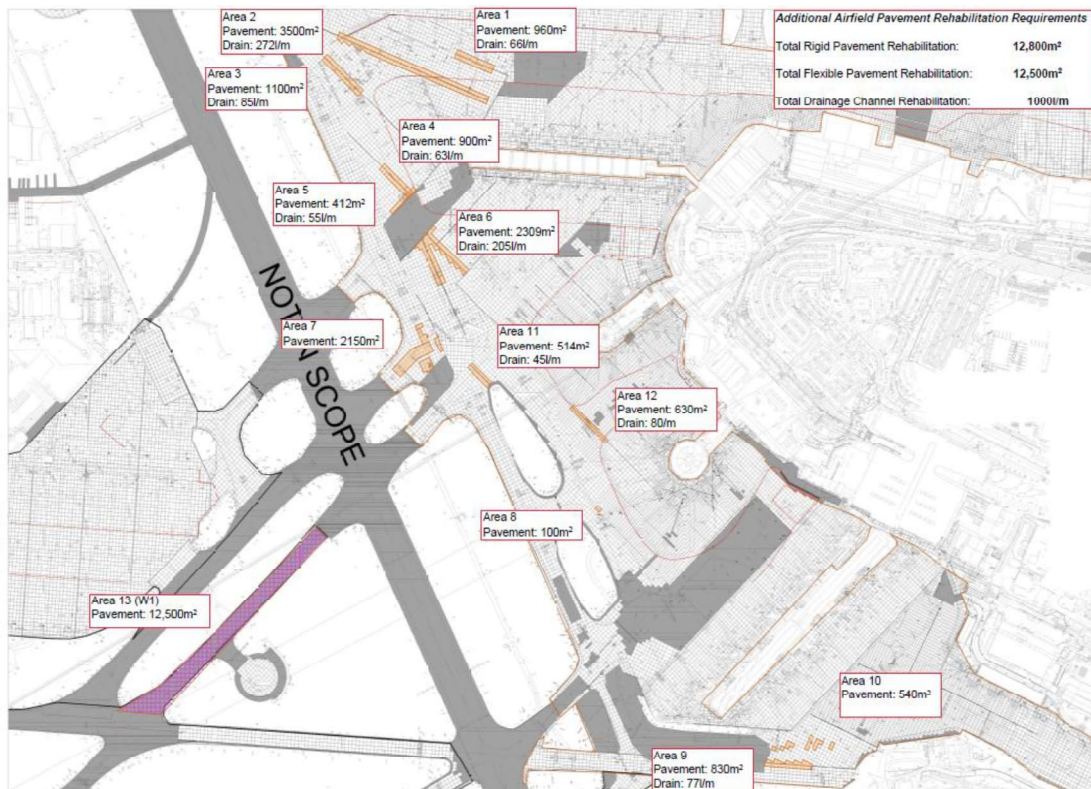 Additional Airfield Pavement Rehabilitation Requirements
Total Rigid Pavement Rehabilitation: 12,800m²
Total Flexible Pavement Rehabilitation: 12,500m²
Total Drainage Channel Rehabilitation: 1000l/m
Area 2
Pavement: 3500m²
Drain: 272l/m
Area 1
Pavement: 960m²
Drain: 66l/m
Area 3
Pavement: 1100m²
Drain: 85l/m
Area 4
Pavement: 900m²
Drain: 63l/m
Area 5
Pavement: 412m²
Drain: 55l/m
Area 6
Pavement: 2309m²
Drain: 205l/m
NOT IN SCOPE
Area 7
Pavement: 2150m²
Area 11
Pavement: 514m²
Drain: 45l/m
Area 12
Pavement: 630m²
Drain: 80/m
Area 8
Pavement: 100m²
Area 13 (W1)
Pavement: 12,500m²
Area 10
Pavement: 540m²
Area 9
Pavement: 830m²
Drain: 77l/m